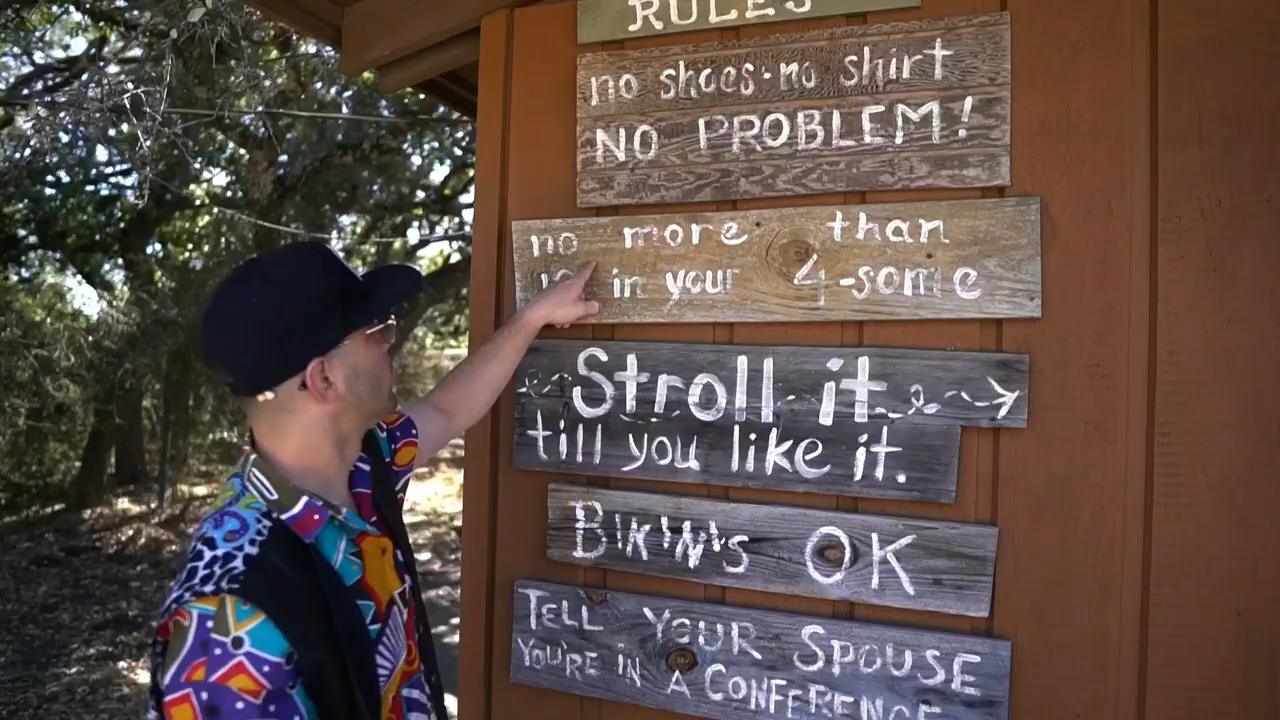 RULES
no shoes · no shirt
NO PROBLEM!
no more than
in your 4-some
Stroll it
till you like it.
BIKINIS OK
TELL YOUR SPOUSE
YOU'RE IN A CONFERENCE